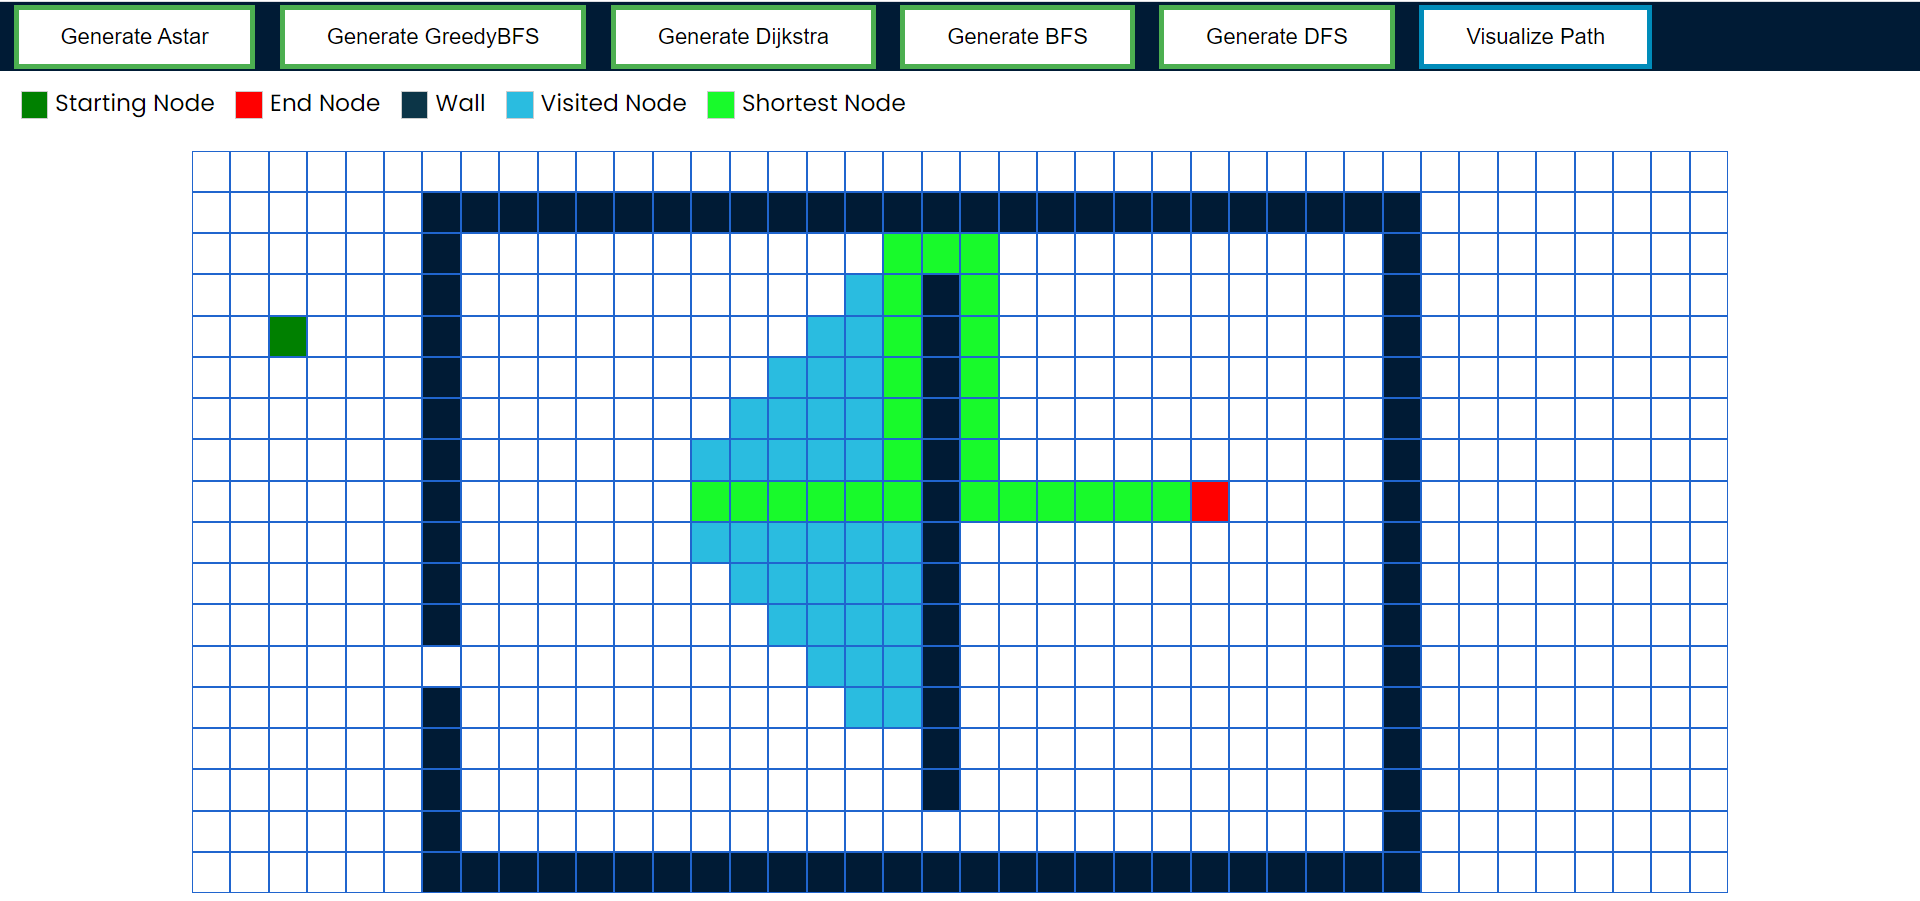 Generate Astar Generate GreedyBFS Generate Dijkstra Generate BFS Generate DFS Visualize Path
Starting Node End Node Wall Visited Node Shortest Node